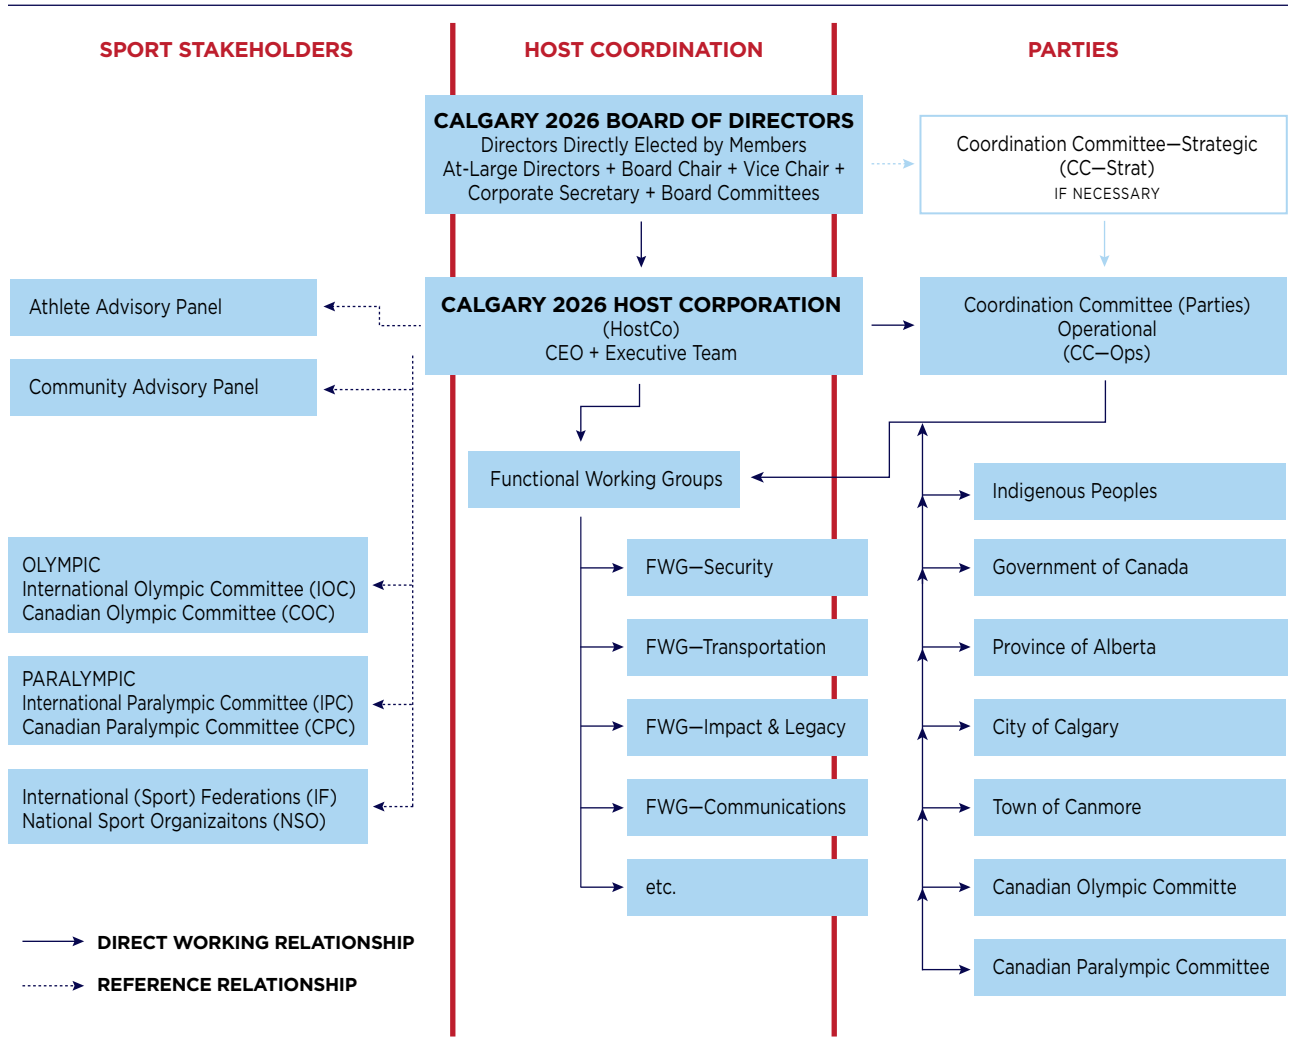 SPORT STAKEHOLDERS
HOST COORDINATION
PARTIES
CALGARY 2026 BOARD OF DIRECTORS
Directors Directly Elected by Members
At-Large Directors + Board Chair + Vice Chair +
Corporate Secretary + Board Committees
Coordination Committee—Strategic
(CC—Strat)
IF NECESSARY
Athlete Advisory Panel
Community Advisory Panel
CALGARY 2026 HOST CORPORATION
(HostCo)
CEO + Executive Team
Coordination Committee (Parties)
Operational
(CC—Ops)
Functional Working Groups
OLYMPIC
International Olympic Committee (IOC)
Canadian Olympic Committee (COC)
PARALYMPIC
International Paralympic Committee (IPC)
Canadian Paralympic Committee (CPC)
International (Sport) Federations (IF)
National Sport Organizaitons (NSO)
FWG—Security
FWG—Transportation
FWG—Impact & Legacy
FWG—Communications
etc.
Indigenous Peoples
Government of Canada
Province of Alberta
City of Calgary
Town of Canmore
Canadian Olympic Committe
Canadian Paralympic Committee
DIRECT WORKING RELATIONSHIP
REFERENCE RELATIONSHIP